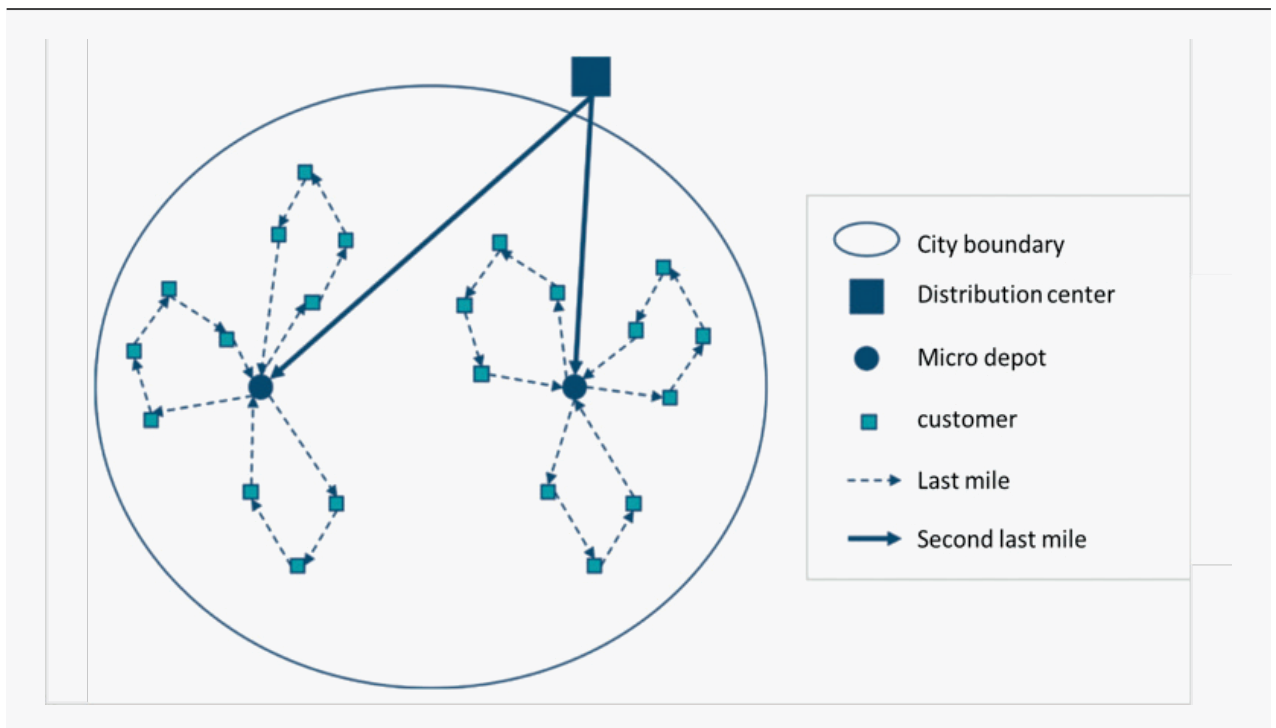 City boundary
Distribution center
Micro depot
customer
Last mile
Second last mile